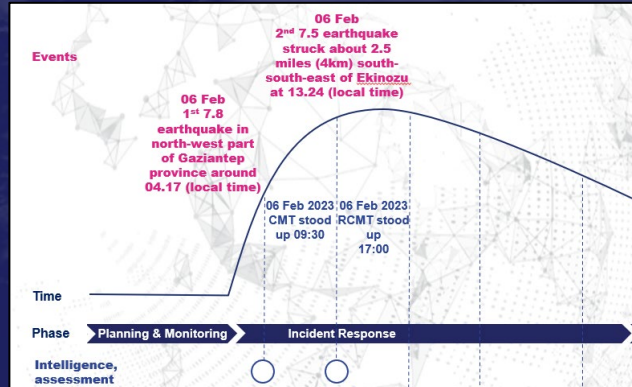 Events
06 Feb
1st 7.8
earthquake in
north-west part
of Gaziantep
province around
04.17 (local time)
06 Feb
2nd 7.5 earthquake
struck about 2.5
miles (4km) south-
south-east of Ekinozu
at 13.24 (local time)
06 Feb 2023
CMT stood
up 09:30
06 Feb 2023
RCMT stood
up
17:00
Time
Phase
Planning & Monitoring
Incident Response
Intelligence,
assessment